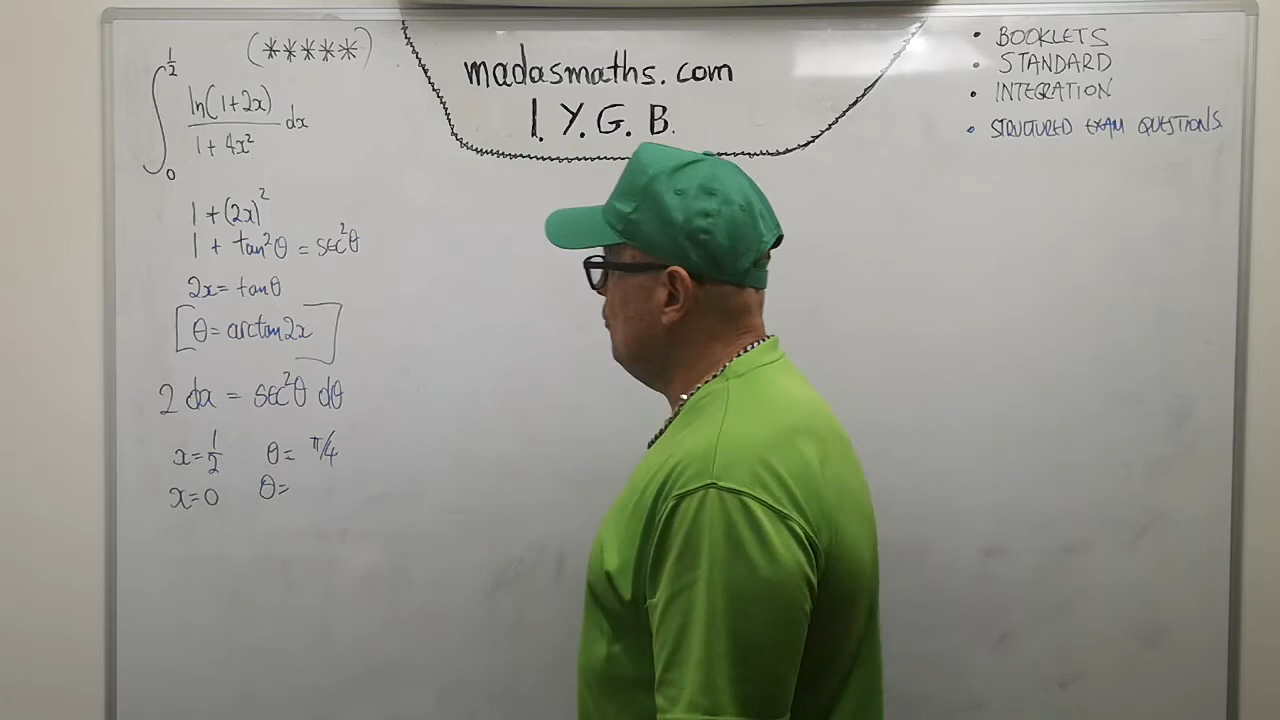 (*****)
∫₀^½ ln(1+2x)/(1+4x²) dx
1+(2x)²
1 + tan²θ = sec²θ
2x = tanθ
[θ = arctan2x]
2 dx = sec²θ dθ
x=½ θ= π/4
x=0 θ=
madasmaths.com
I. Y. G. B.
• BOOKLETS
• STANDARD
• INTEGRATION
• STRUCTURED EXAM QUESTIONS